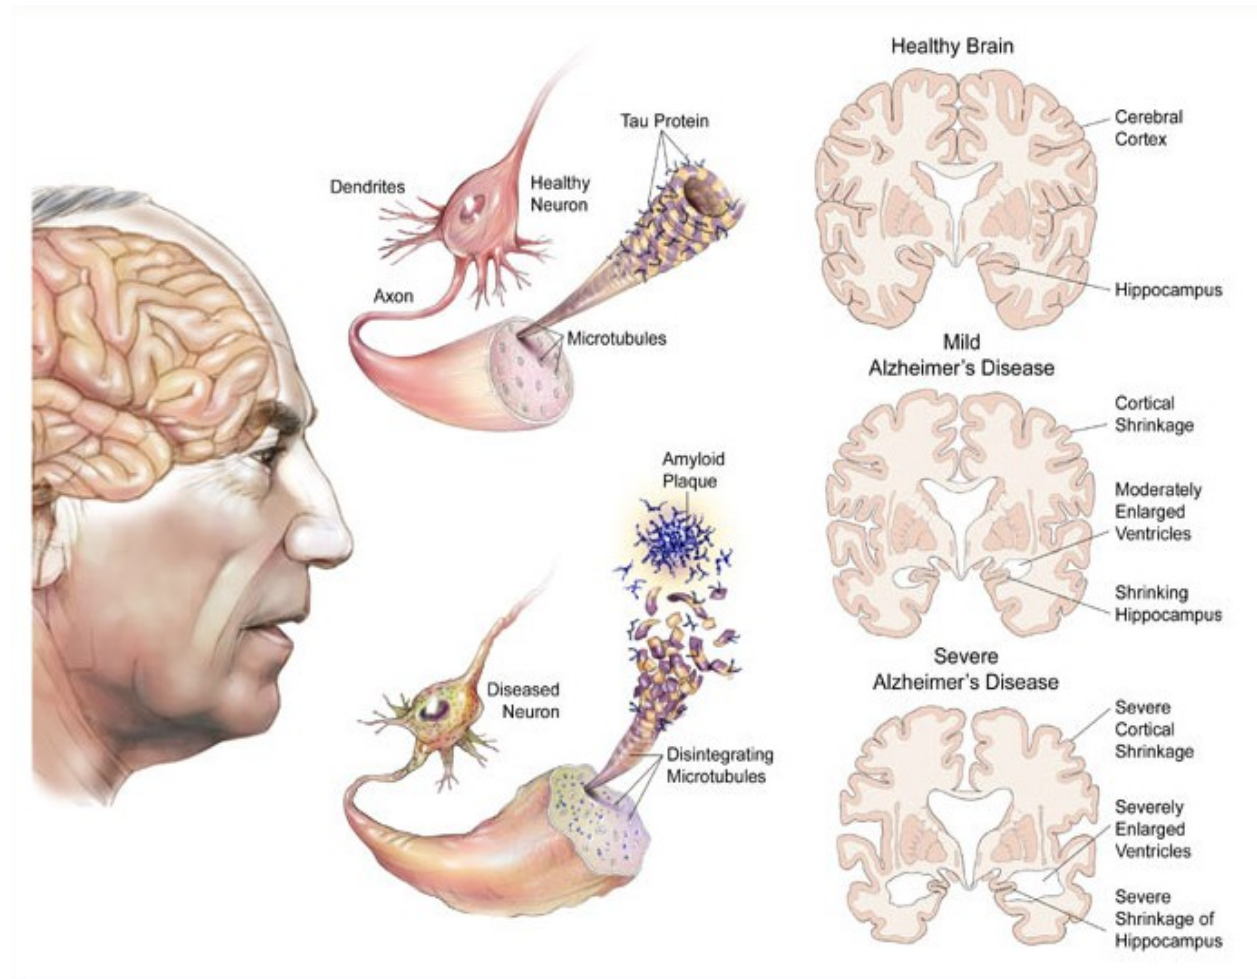 Healthy Brain
Tau Protein
Cerebral
Cortex
Dendrites
Healthy
Neuron
Axon
Hippocampus
Microtubules
Mild
Alzheimer's Disease
Cortical
Shrinkage
Amyloid
Plaque
Moderately
Enlarged
Ventricles
Shrinking
Hippocampus
Severe
Alzheimer's Disease
Diseased
Neuron
Severe
Cortical
Shrinkage
Disintegrating
Microtubules
Severely
Enlarged
Ventricles
Severe
Shrinkage of
Hippocampus